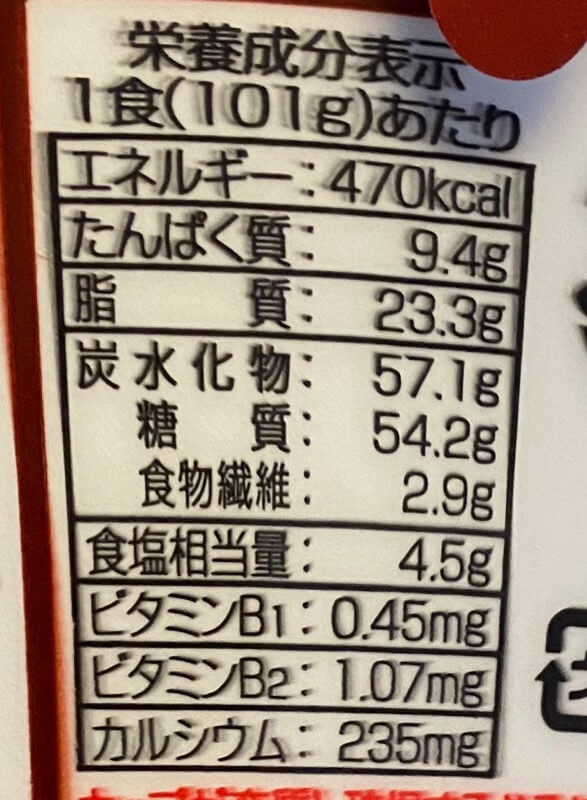 栄養成分表示
1食(101g)あたり
エネルギー:470kcal
たんぱく質: 9.4g
脂 質: 23.3g
炭水化物: 57.1g
糖 質: 54.2g
食物繊維: 2.9g
食塩相当量: 4.5g
ビタミンB1:0.45mg
ビタミンB2:1.07mg
カルシウム: 235mg